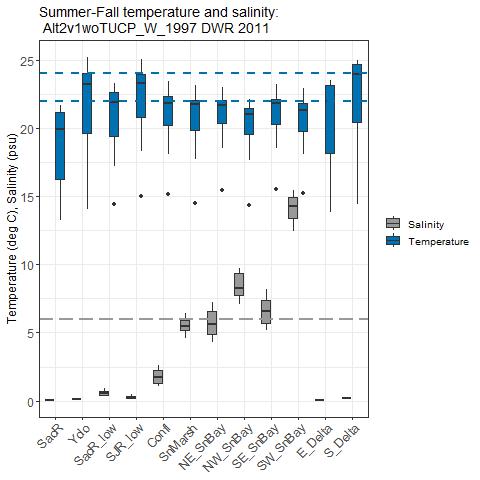 Summer-Fall temperature and salinity:
Alt2v1woTUCP_W_1997 DWR 2011
Temperature (deg C), Salinity (psu)
25
20
15
10
5
0
SacR
Yolo
SacR_low
SJR_low
Confl
SnMarsh
NE_SnBay
NW_SnBay
SE_SnBay
SW_SnBay
E_Delta
S_Delta
Salinity
Temperature